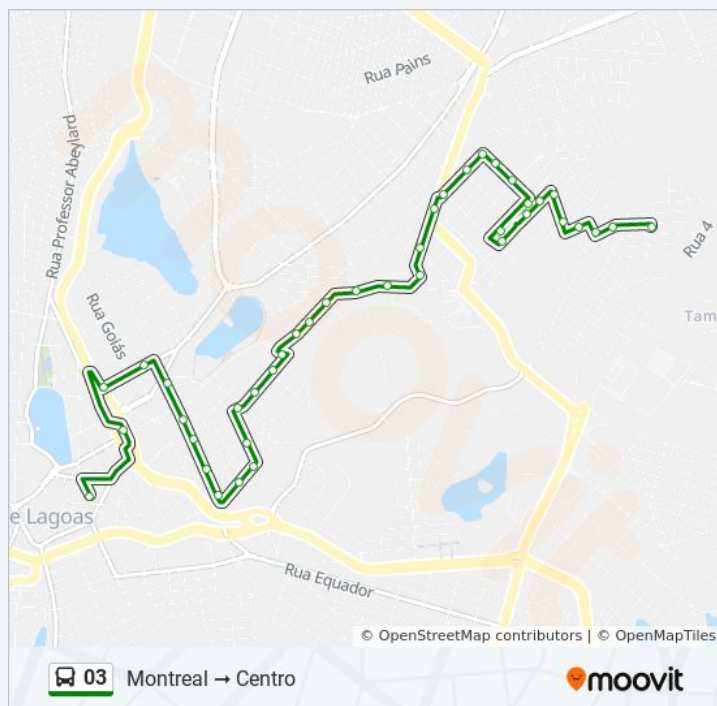 Rua Pains
Rua Professor Abeylard
Rua 4
Rua Goiás
Tam
e Lagoas
Rua Equador
© OpenStreetMap contributors | © OpenMapTiles
03 Montreal → Centro
moovit